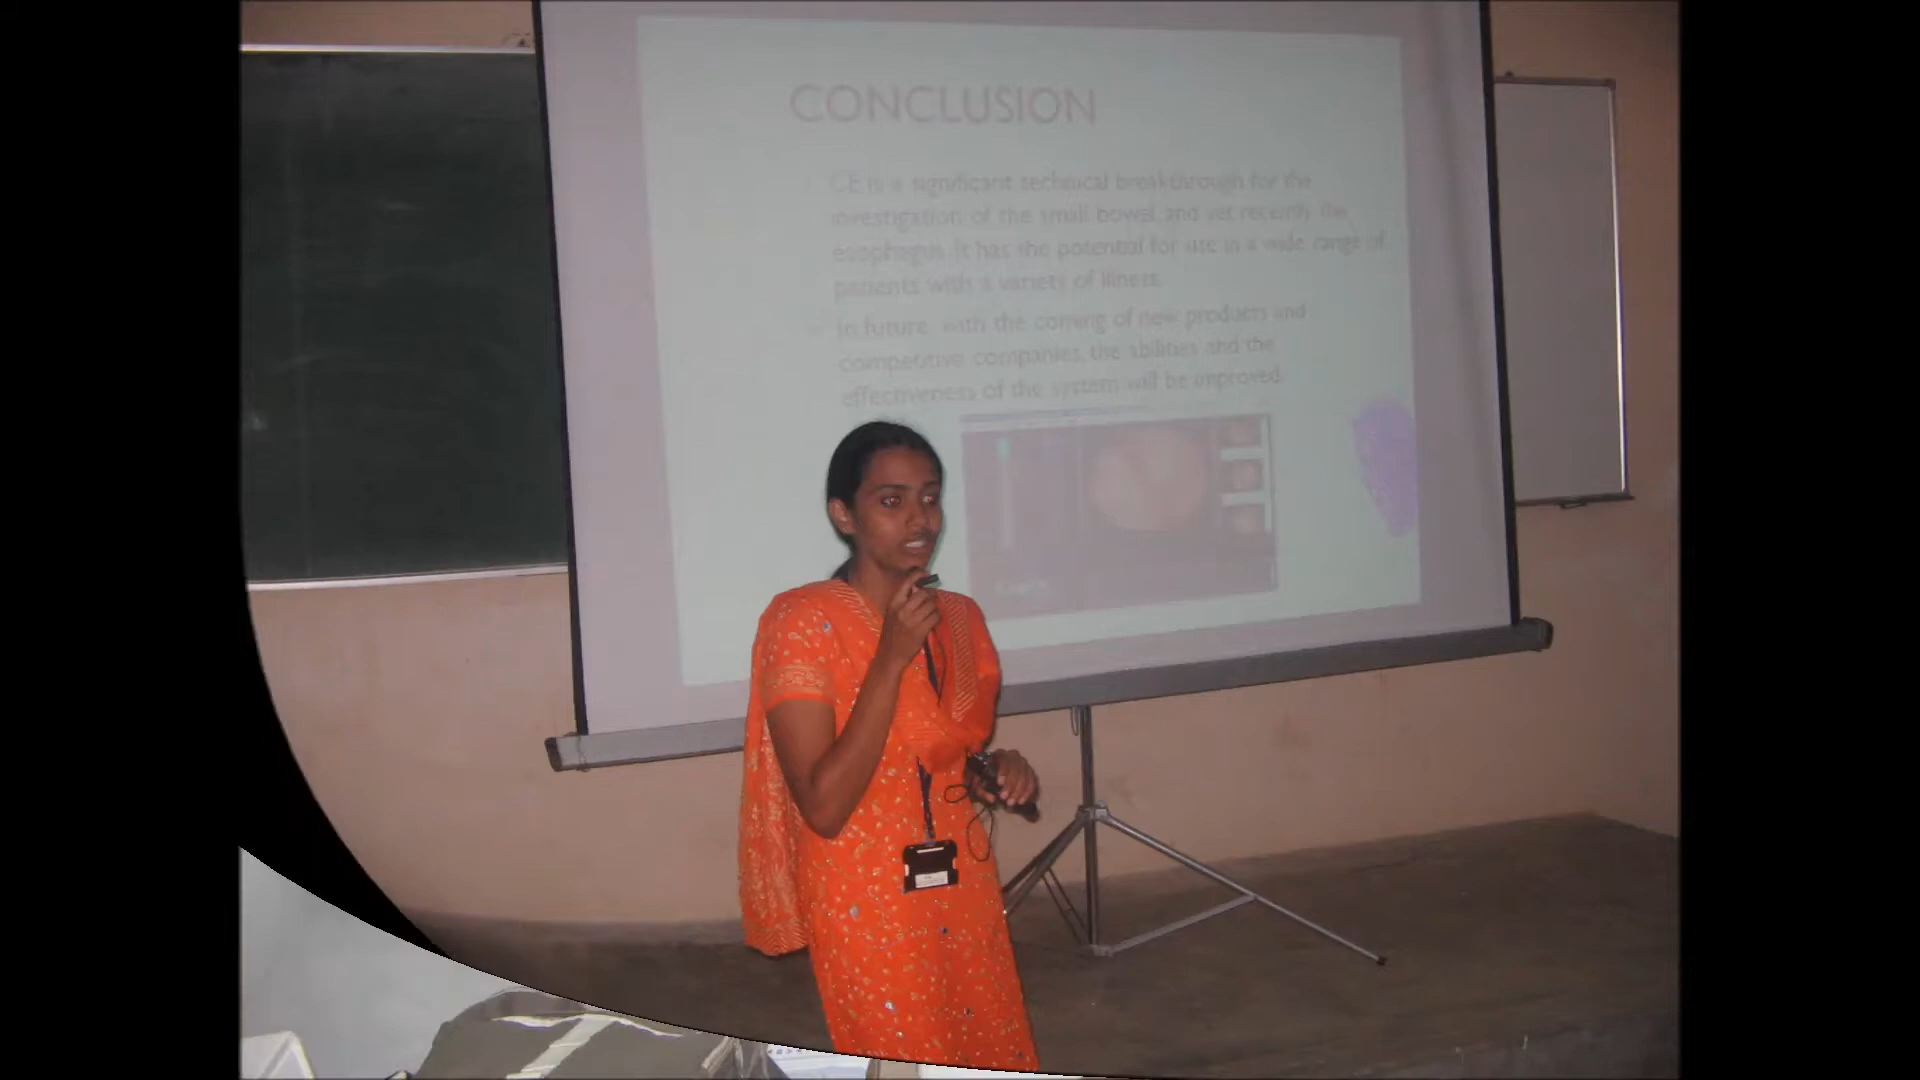 CONCLUSION
CE is a significant technical breakthrough for the
investigation of the small bowel and yet recently the
esophagus. It has the potential for use in a wide range of
patients with a variety of illness.
In future with the coming of new products and
competitive companies, the abilities and the
effectiveness of the system will be improved.